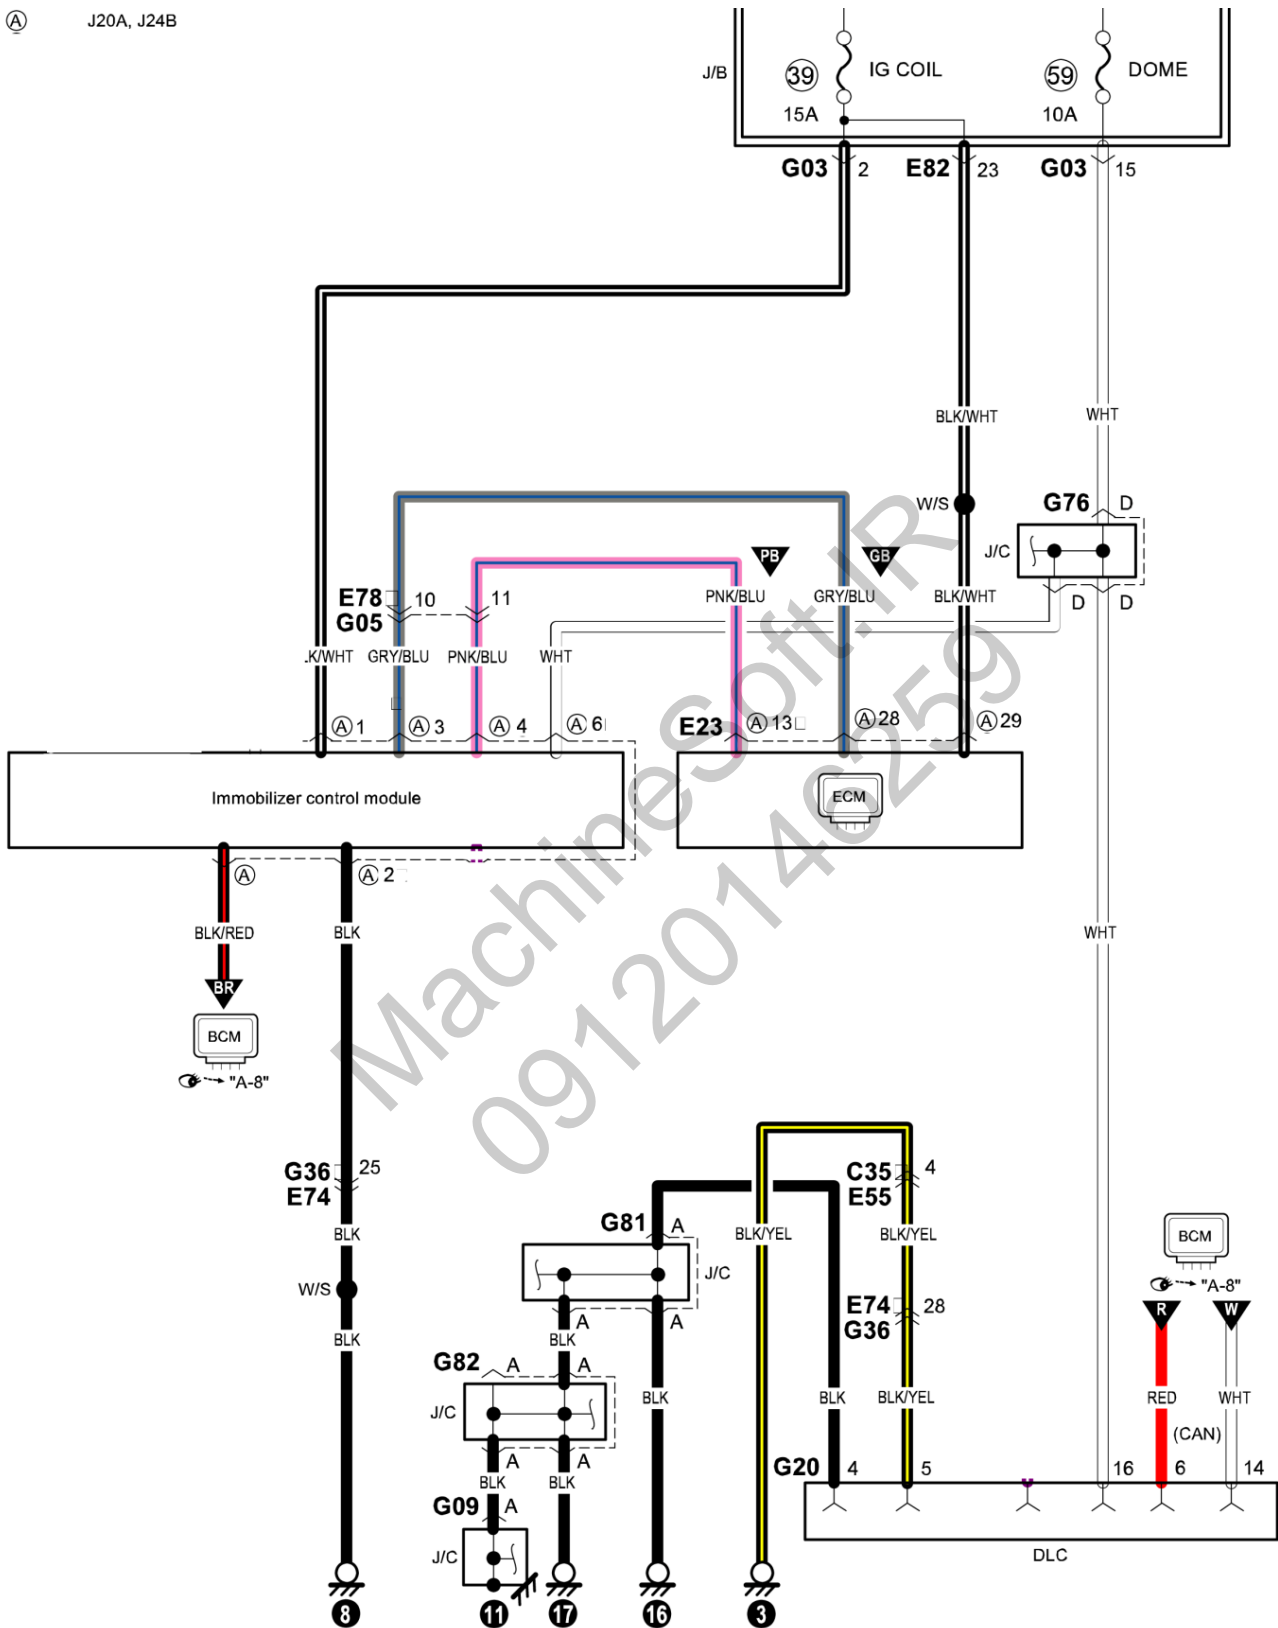 A J20A, J24B
J/B 39 IG COIL 59 DOME
15A 10A
G03 2 E82 23 G03 15
BLK/WHT WHT
W/S G76 D
PB GB J/C
E78 10 11 PNK/BLU GRY/BLU BLK/WHT D D
G05
.K/WHT GRY/BLU PNK/BLU WHT
A 1 A 3 A 4 A 6 E23 A 13 A 28 A 29
Immobilizer control module ECM
A A 2
BLK/RED BLK WHT
BR
BCM
"A-8"
MachineSoft.IR
09120146259
G36 25 C35 4
E74 E55
G81 A
BLK BLK/YEL BLK/YEL BCM
J/C
W/S "A-8"
E74 28 R W
A A G36
BLK BLK
G82 A A
BLK BLK BLK/YEL RED WHT
J/C (CAN)
A A G20 4 5 16 6 14
BLK BLK
G09 A
J/C DLC
8 11 17 16 3